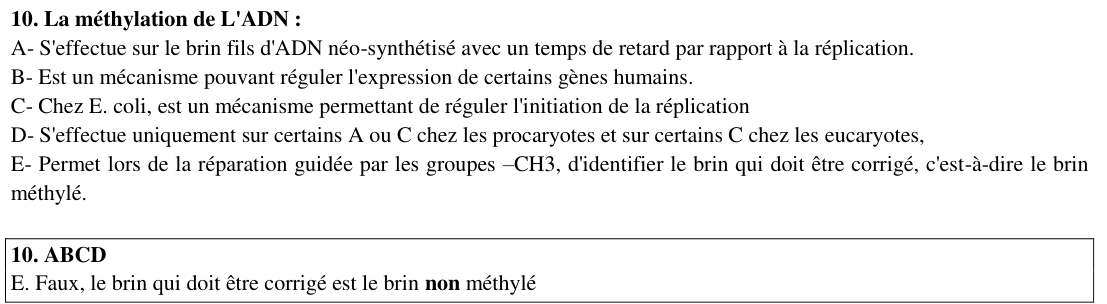 10. La méthylation de L'ADN :
A- S'effectue sur le brin fils d'ADN néo-synthétisé avec un temps de retard par rapport à la réplication.
B- Est un mécanisme pouvant réguler l'expression de certains gènes humains.
C- Chez E. coli, est un mécanisme permettant de réguler l'initiation de la réplication
D- S'effectue uniquement sur certains A ou C chez les procaryotes et sur certains C chez les eucaryotes,
E- Permet lors de la réparation guidée par les groupes –CH3, d'identifier le brin qui doit être corrigé, c'est-à-dire le brin
méthylé.
10. ABCD
E. Faux, le brin qui doit être corrigé est le brin non méthylé